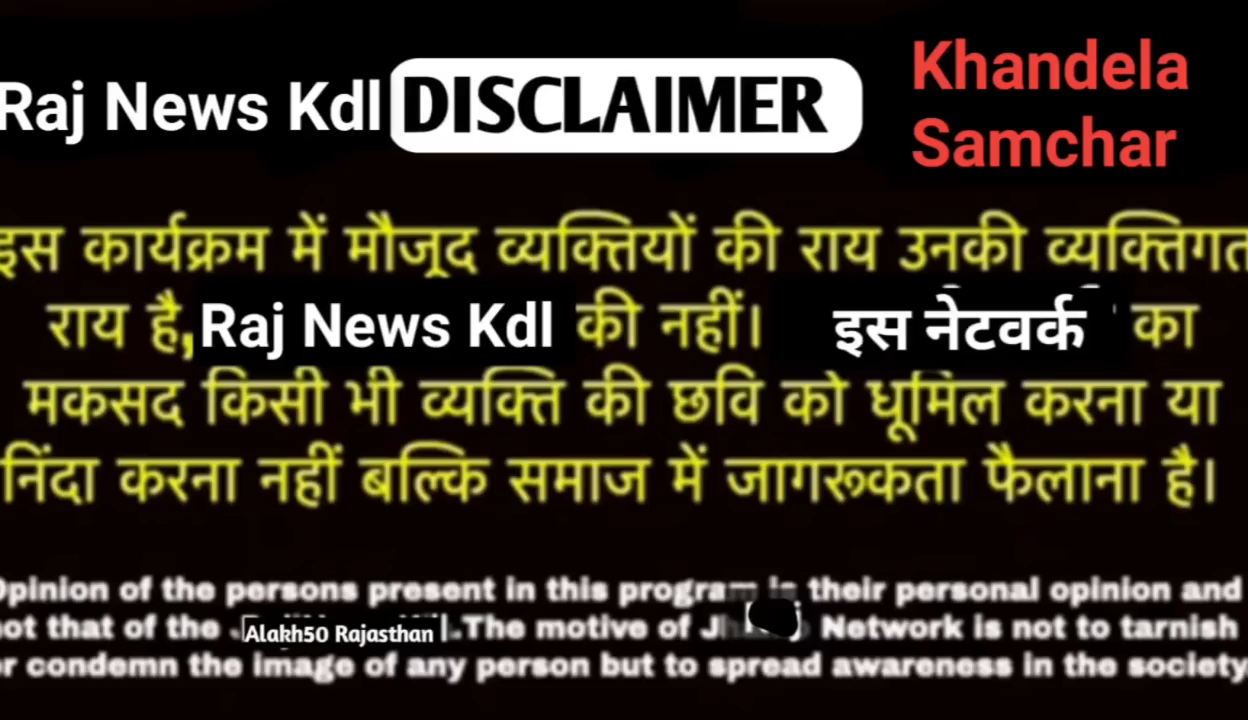 Raj News Kdl DISCLAIMER Khandela Samchar
इस कार्यक्रम में मौजूद व्यक्तियों की राय उनकी व्यक्तिगत
राय है, Raj News Kdl की नहीं। इस नेटवर्क का
मकसद किसी भी व्यक्ति की छवि को धूमिल करना या
निंदा करना नहीं बल्कि समाज में जागरूकता फैलाना है।
Opinion of the persons present in this program is their personal opinion and
not that of the Alakh50 Rajasthan .The motive of Network is not to tarnish
or condemn the image of any person but to spread awareness in the society